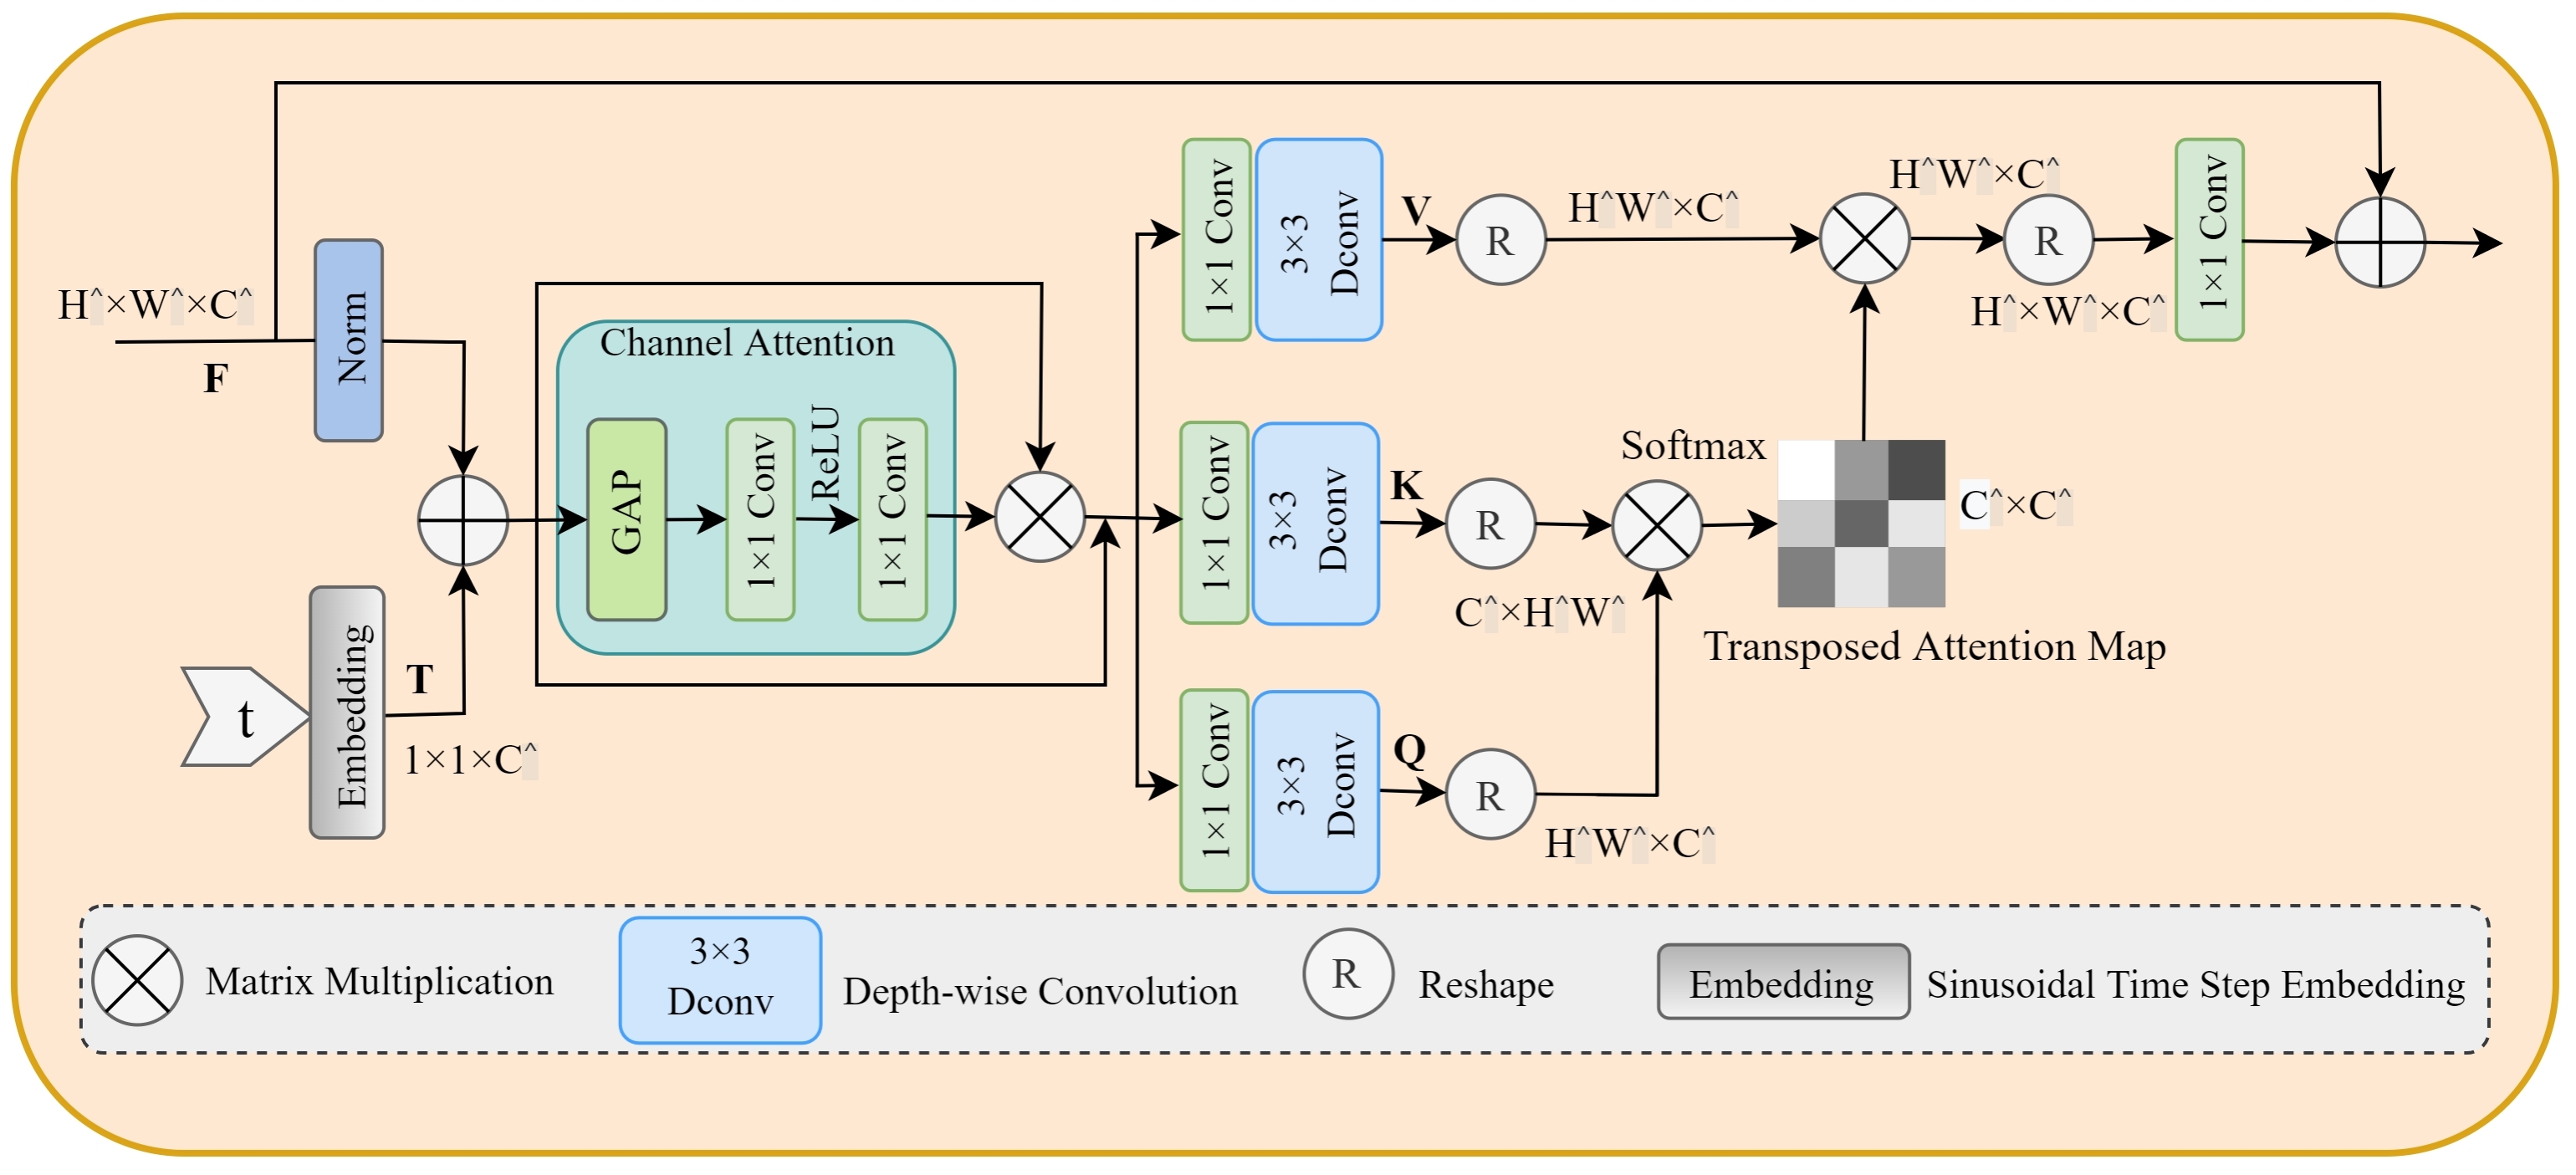 H^×W^×C^
F
Norm
t
Embedding
T
1×1×C^
Channel Attention
GAP
1×1 Conv
ReLU
1×1 Conv
1×1 Conv
3×3
Dconv
V
R
H^W^×C^
H^W^×C^
R
H^×W^×C^
1×1 Conv
1×1 Conv
3×3
Dconv
K
R
C^×H^W^
Softmax
C^×C^
Transposed Attention Map
1×1 Conv
3×3
Dconv
Q
R
H^W^×C^
Matrix Multiplication
3×3
Dconv
Depth-wise Convolution
R
Reshape
Embedding
Sinusoidal Time Step Embedding